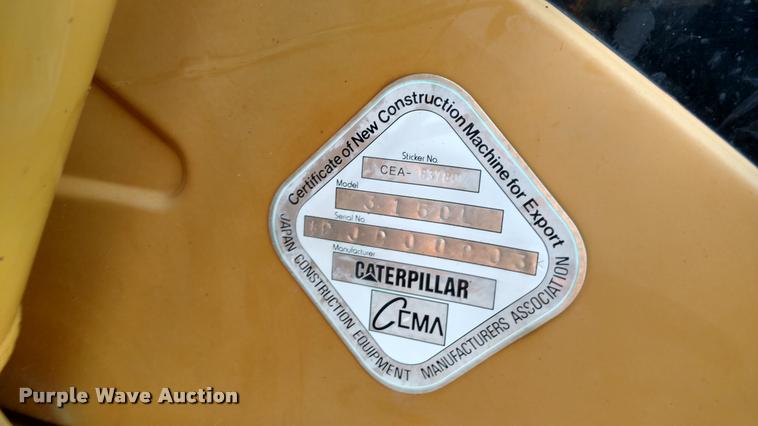 Certificate of New Construction Machine for Export
Sticker No.
CEA-
Model
Serial No.
Manufacturer
CATERPILLAR
CEMA
JAPAN CONSTRUCTION EQUIPMENT MANUFACTURERS ASSOCIATION
Purple Wave Auction